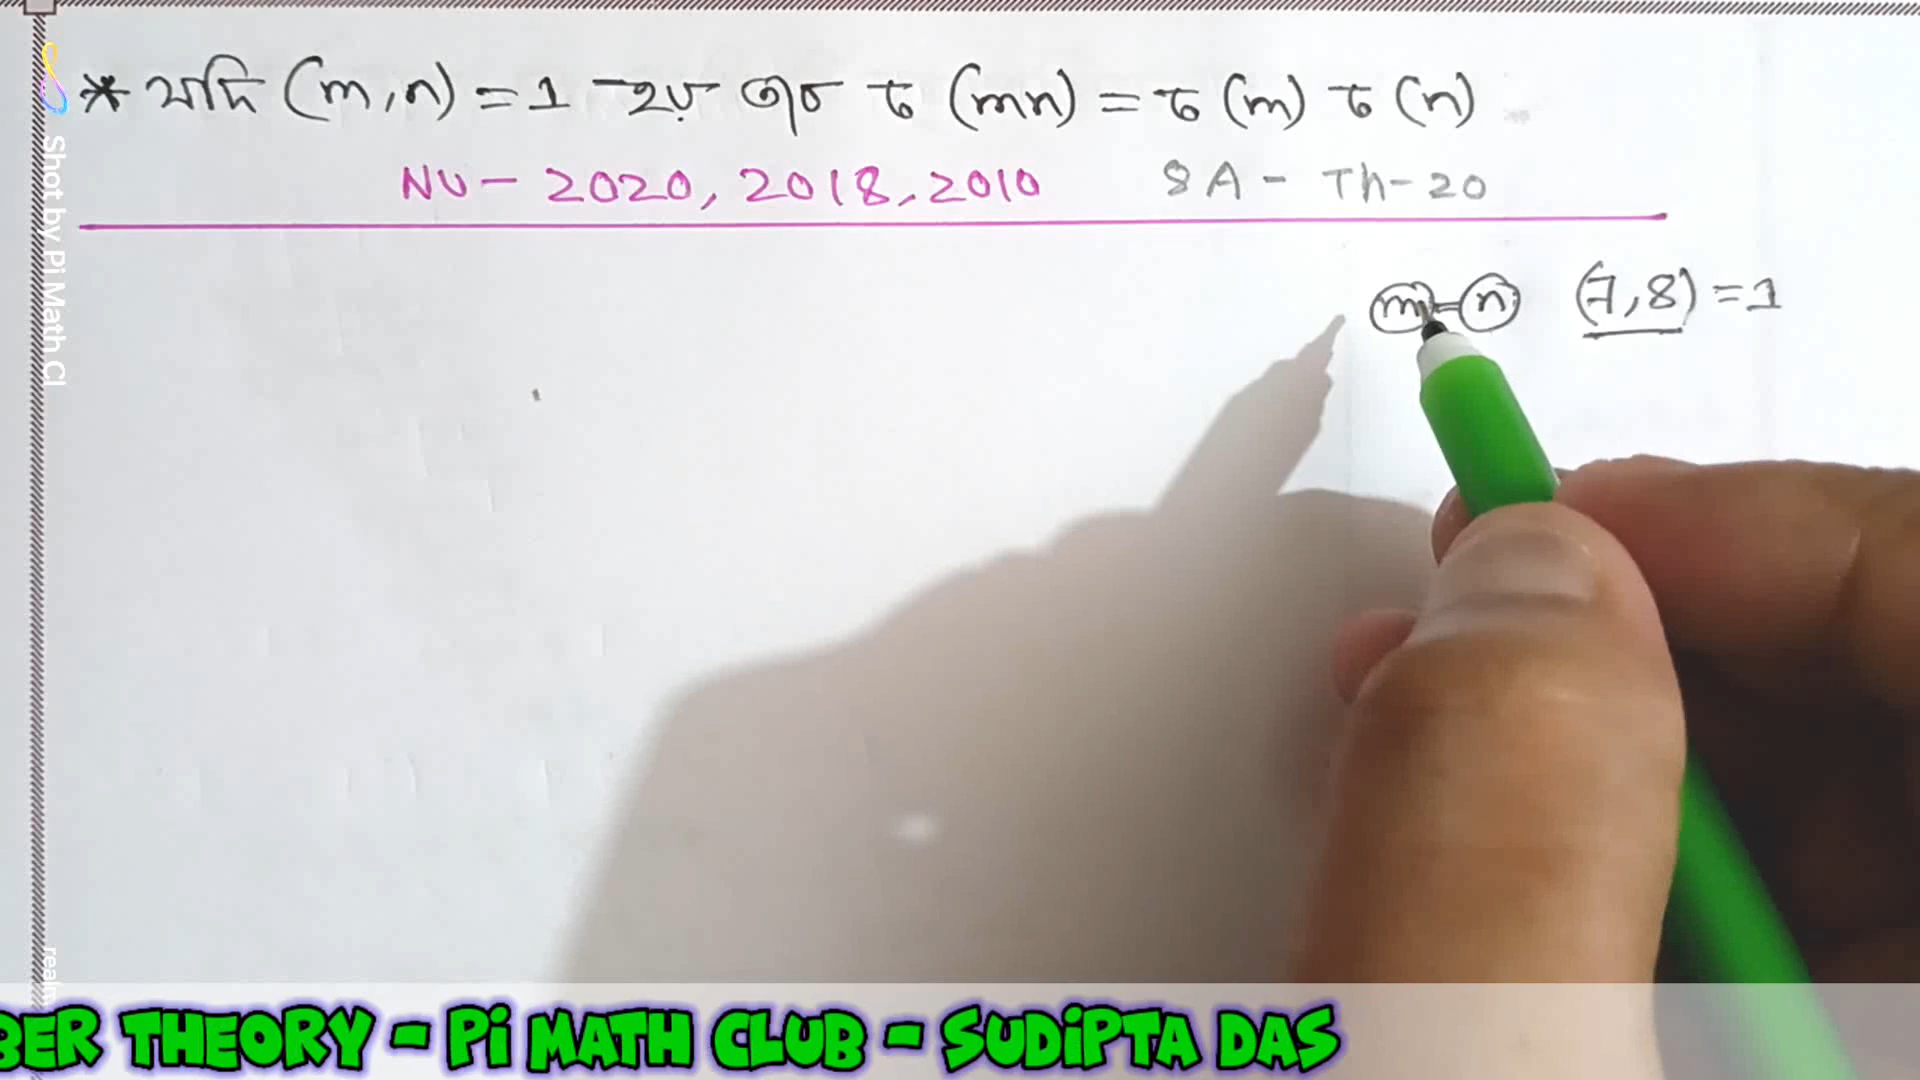 * যদি (m,n) = 1 হয় তবে τ (mn) = τ (m) τ (n)
NU - 2020, 2018, 2010 8A - Th-20
m = n (7,8) = 1
Shot by Pi Math Cl
BER THEORY - Pi MATH CLUB - SUDIPTA DAS